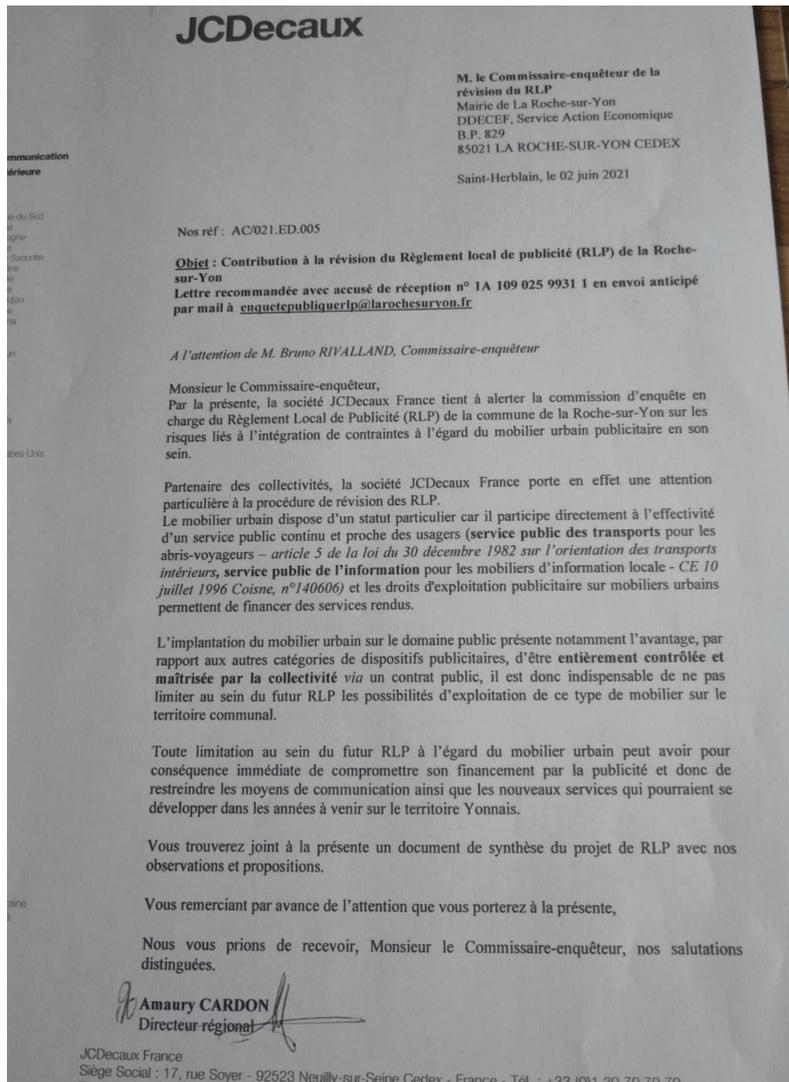 JCDecaux
M. le Commissaire-enquêteur de la
révision du RLP
Mairie de La Roche-sur-Yon
DDECEF, Service Action Economique
B.P. 829
85021 LA ROCHE-SUR-YON CEDEX
Saint-Herblain, le 02 juin 2021
mmunication
érieure
ue du Sud
agne
Saoudite
Nos réf : AC/021.ED.005
Objet : Contribution à la révision du Règlement local de publicité (RLP) de la Roche-
sur-Yon
Lettre recommandée avec accusé de réception n° 1A 109 025 9931 1 en envoi anticipé
par mail à enquetepubliquerlp@larochesuryon.fr
A l'attention de M. Bruno RIVALLAND, Commissaire-enquêteur
Monsieur le Commissaire-enquêteur,
Par la présente, la société JCDecaux France tient à alerter la commission d'enquête en
charge du Règlement Local de Publicité (RLP) de la commune de la Roche-sur-Yon sur les
risques liés à l'intégration de contraintes à l'égard du mobilier urbain publicitaire en son
sein.
bes Unis
Partenaire des collectivités, la société JCDecaux France porte en effet une attention
particulière à la procédure de révision des RLP.
Le mobilier urbain dispose d'un statut particulier car il participe directement à l'effectivité
d'un service public continu et proche des usagers (service public des transports pour les
abris-voyageurs – article 5 de la loi du 30 décembre 1982 sur l'orientation des transports
intérieurs, service public de l'information pour les mobiliers d'information locale - CE 10
juillet 1996 Coisne, n°140606) et les droits d'exploitation publicitaire sur mobiliers urbains
permettent de financer des services rendus.
L'implantation du mobilier urbain sur le domaine public présente notamment l'avantage, par
rapport aux autres catégories de dispositifs publicitaires, d'être entièrement contrôlée et
maîtrisée par la collectivité via un contrat public, il est donc indispensable de ne pas
limiter au sein du futur RLP les possibilités d'exploitation de ce type de mobilier sur le
territoire communal.
Toute limitation au sein du futur RLP à l'égard du mobilier urbain peut avoir pour
conséquence immédiate de compromettre son financement par la publicité et donc de
restreindre les moyens de communication ainsi que les nouveaux services qui pourraient se
développer dans les années à venir sur le territoire Yonnais.
Vous trouverez joint à la présente un document de synthèse du projet de RLP avec nos
observations et propositions.
aine
Vous remerciant par avance de l'attention que vous porterez à la présente,
Nous vous prions de recevoir, Monsieur le Commissaire-enquêteur, nos salutations
distinguées.
Amaury CARDON
Directeur régional
JCDecaux France
Siège Social : 17, rue Soyer - 92523 Neuilly-sur-Seine Cedex - France - Tél. : +33 (0)1 30 79 79 79